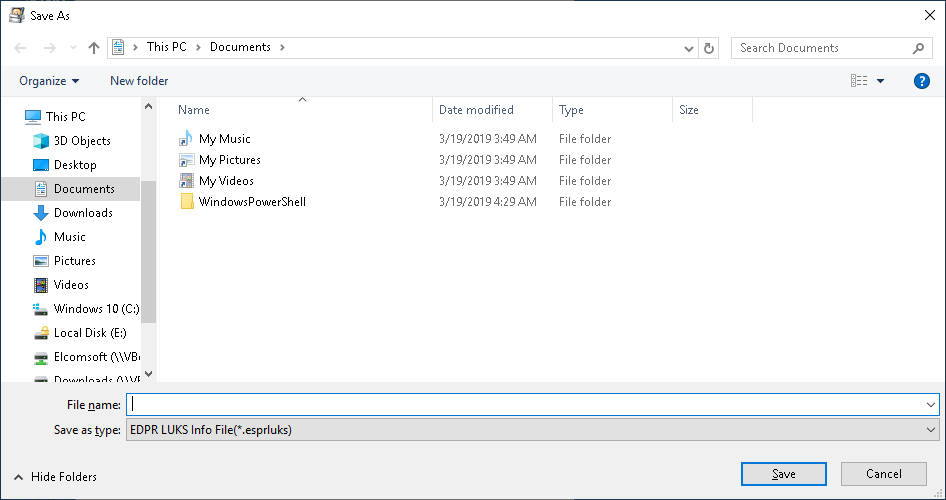 Save As
This PC > Documents >
Search Documents
Organize
New folder
?
Name
Date modified
Type
Size
This PC
3D Objects
Desktop
Documents
Downloads
Music
Pictures
Videos
Windows 10 (C:)
Local Disk (E:)
Elcomsoft (\\VBo
Downloads (\\VB
My Music 3/19/2019 3:49 AM File folder
My Pictures 3/19/2019 3:49 AM File folder
My Videos 3/19/2019 3:49 AM File folder
WindowsPowerShell 3/19/2019 4:29 AM File folder
File name:
Save as type: EDPR LUKS Info File(*.esprluks)
Hide Folders
Save
Cancel